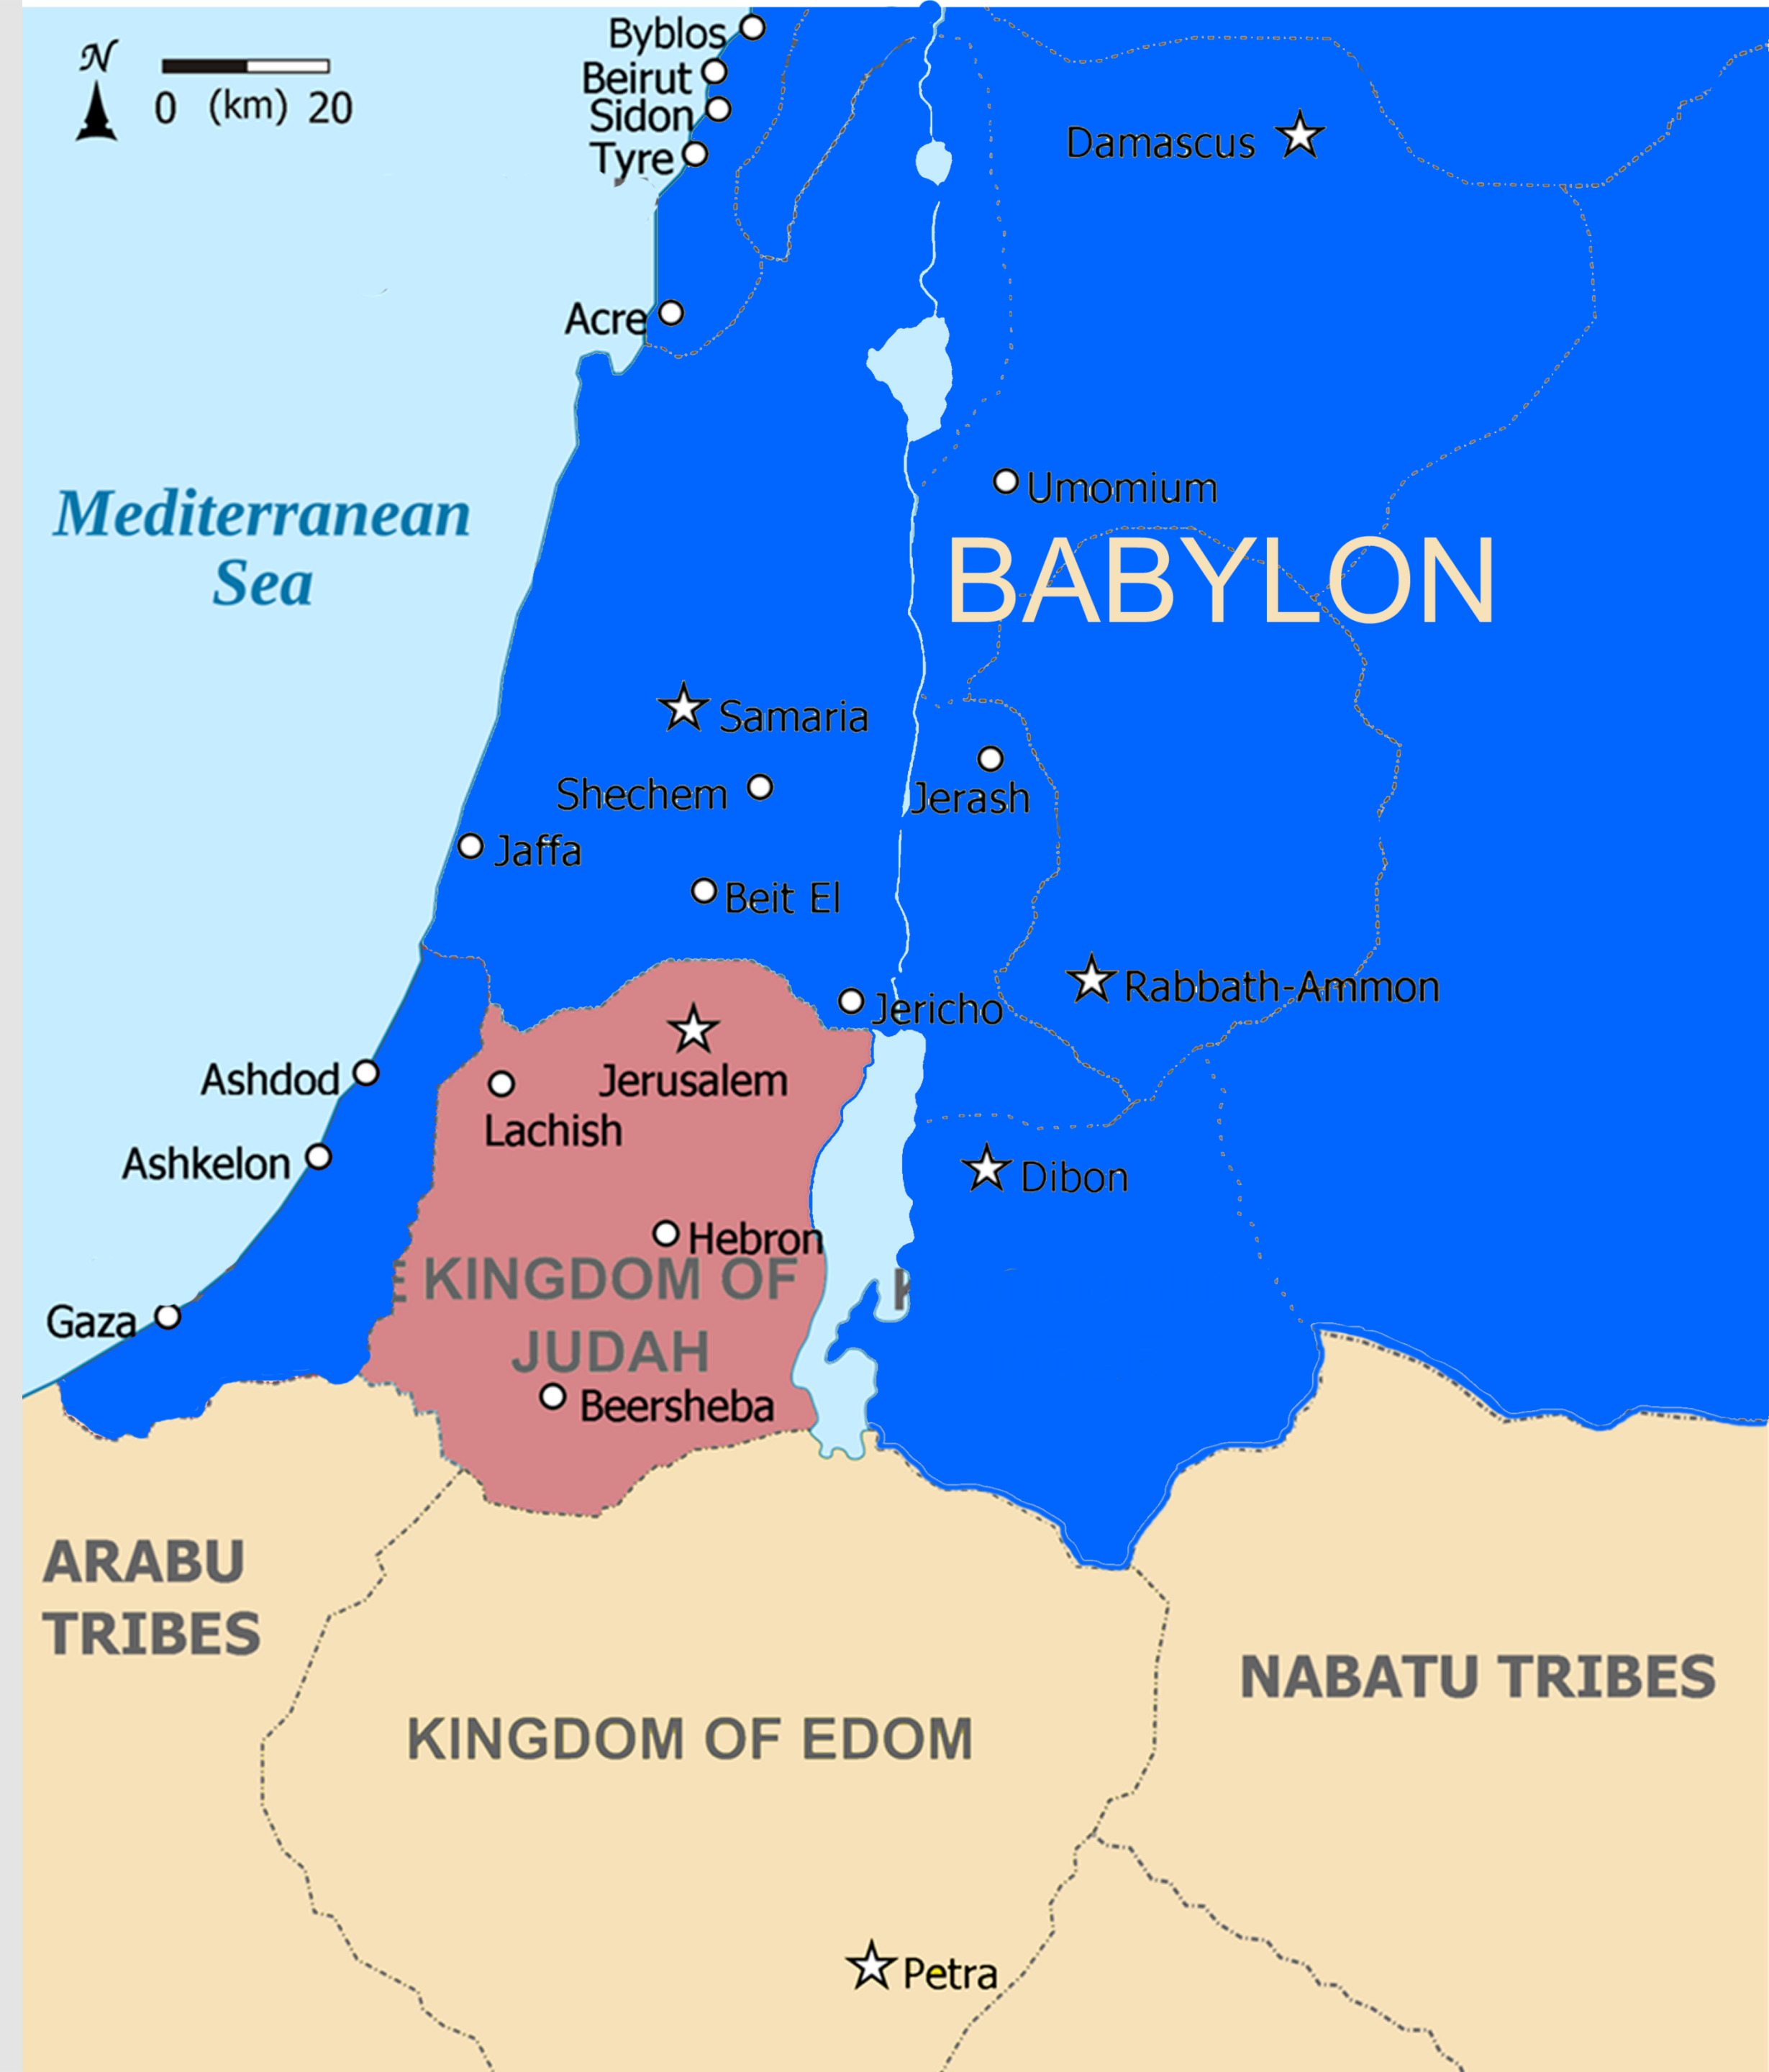 N
0 (km) 20
Byblos
Beirut
Sidon
Tyre
Damascus
Acre
Mediterranean
Sea
Umomium
BABYLON
Samaria
Shechem
Jerash
Jaffa
Beit El
Rabbath-Ammon
Jericho
Jerusalem
Ashdod
Lachish
Ashkelon
Dibon
Hebron
E KINGDOM OF
JUDAH
K
Gaza
Beersheba
ARABU
TRIBES
NABATU TRIBES
KINGDOM OF EDOM
Petra